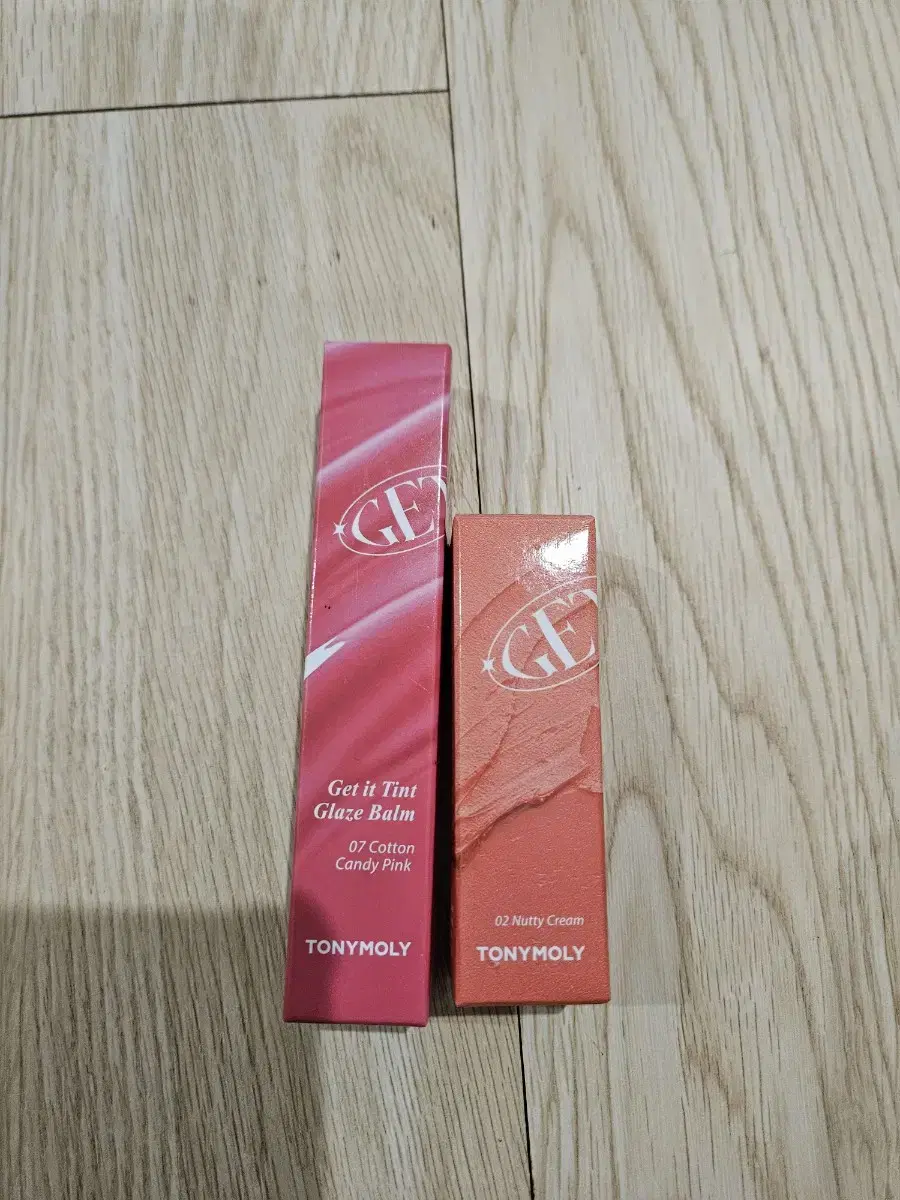 GET
Get it Tint
Glaze Balm
07 Cotton
Candy Pink
TONYMOLY
GET
02 Nutty Cream
TONYMOLY